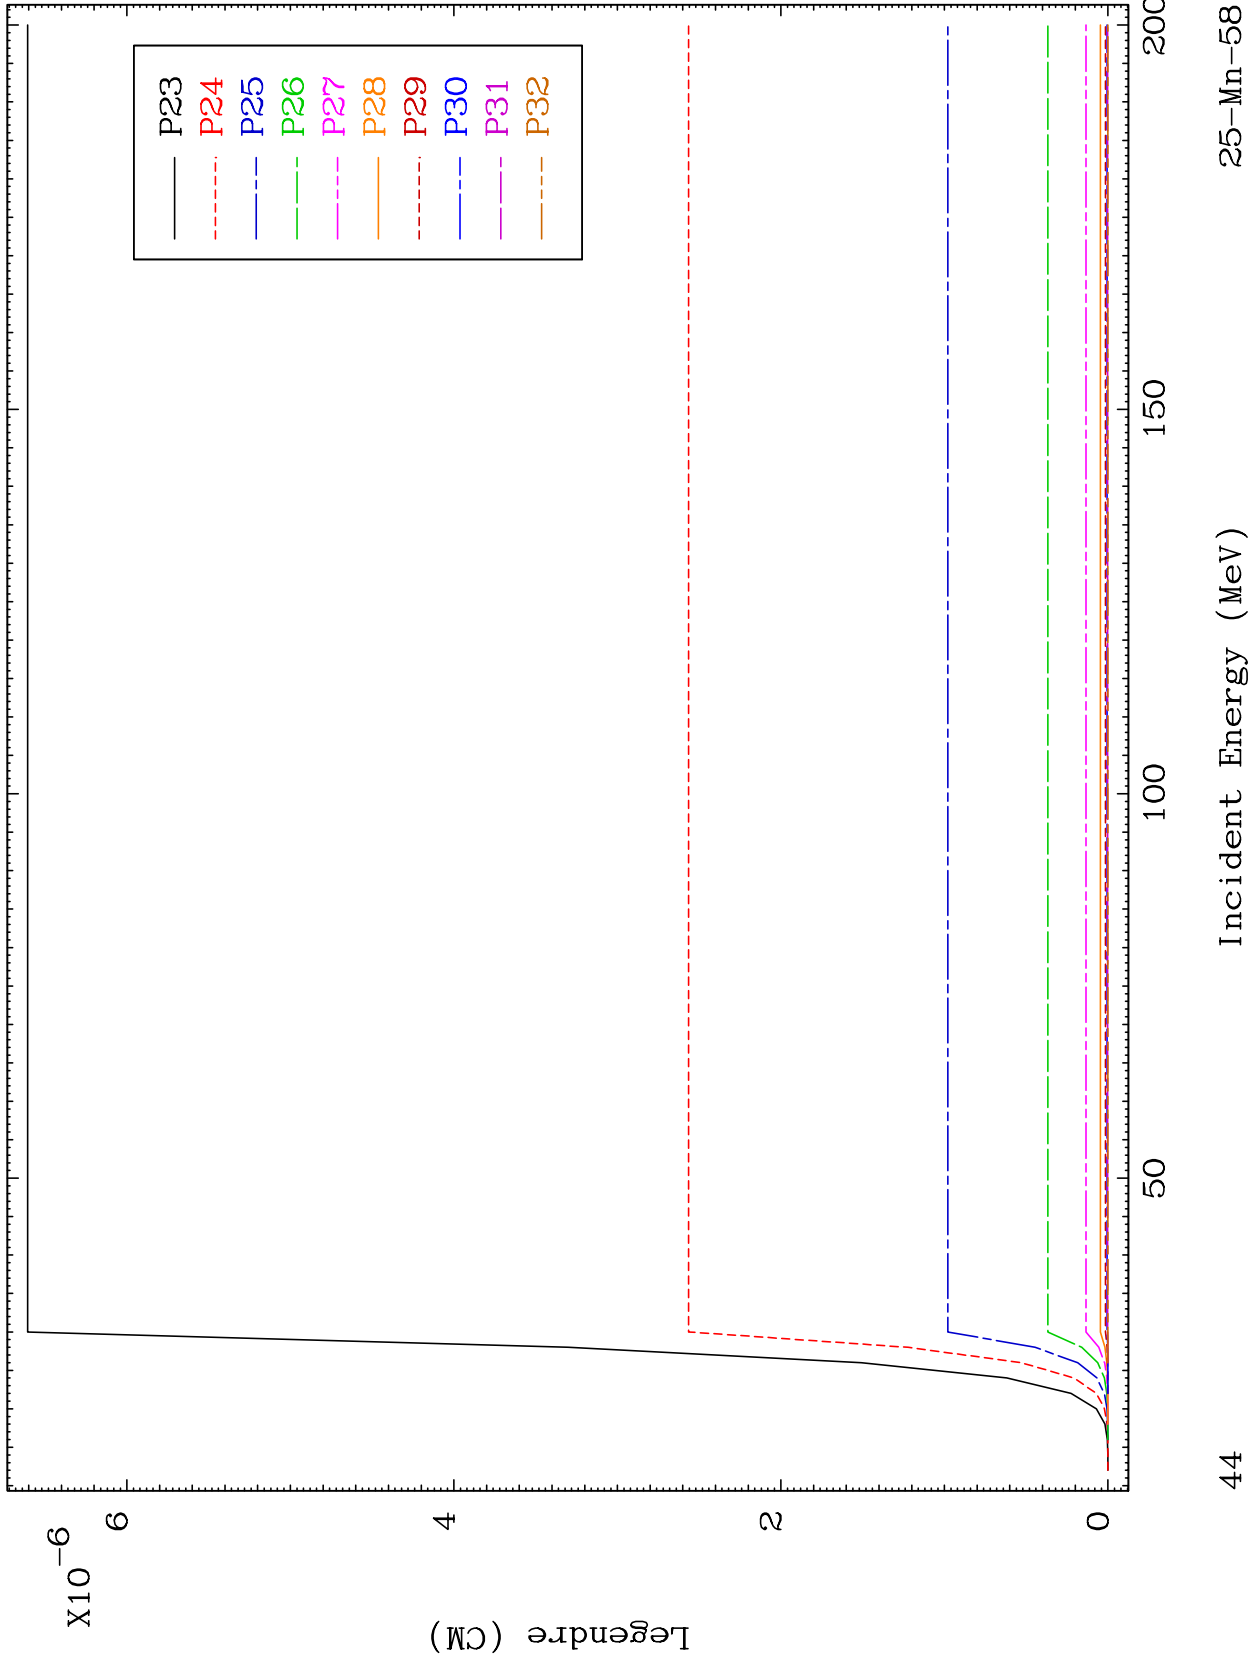 X10-6
6
4
2
0
Legendre (CM)
P23
P24
P25
P26
P27
P28
P29
P30
P31
P32
50
100
150
200
44
Incident Energy (MeV)
25-Mn-58